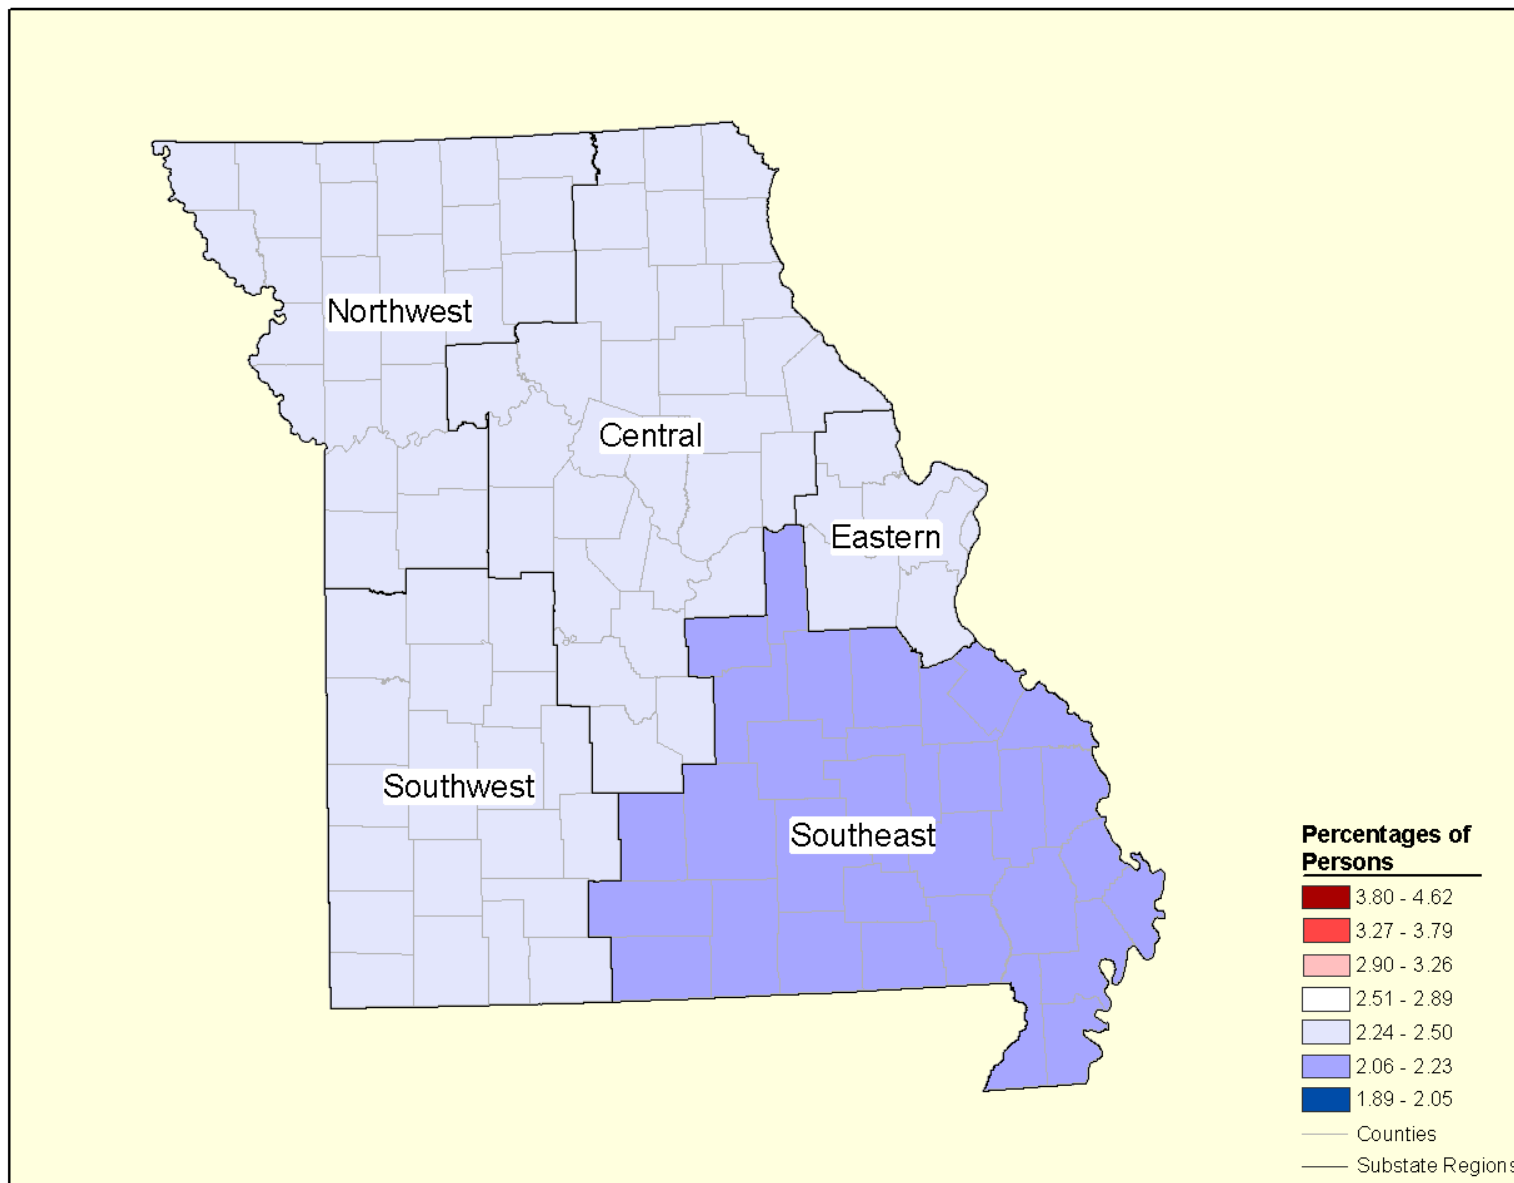 Northwest
Central
Eastern
Southwest
Southeast
Percentages of
Persons
3.80 - 4.62
3.27 - 3.79
2.90 - 3.26
2.51 - 2.89
2.24 - 2.50
2.06 - 2.23
1.89 - 2.05
Counties
Substate Regions